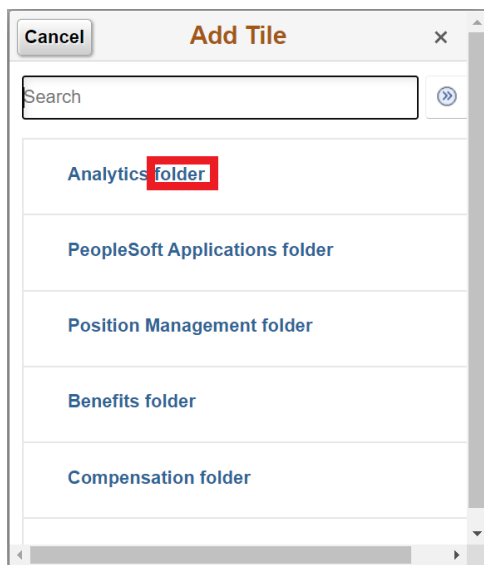 Cancel Add Tile ×
Search
Analytics folder
PeopleSoft Applications folder
Position Management folder
Benefits folder
Compensation folder